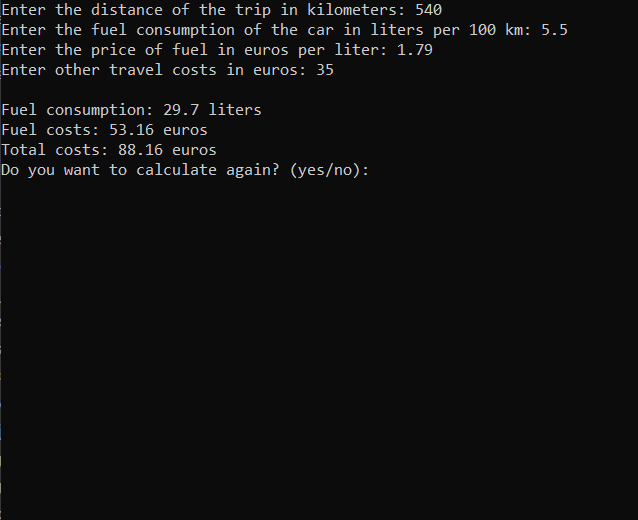 Enter the distance of the trip in kilometers: 540
Enter the fuel consumption of the car in liters per 100 km: 5.5
Enter the price of fuel in euros per liter: 1.79
Enter other travel costs in euros: 35
Fuel consumption: 29.7 liters
Fuel costs: 53.16 euros
Total costs: 88.16 euros
Do you want to calculate again? (yes/no):